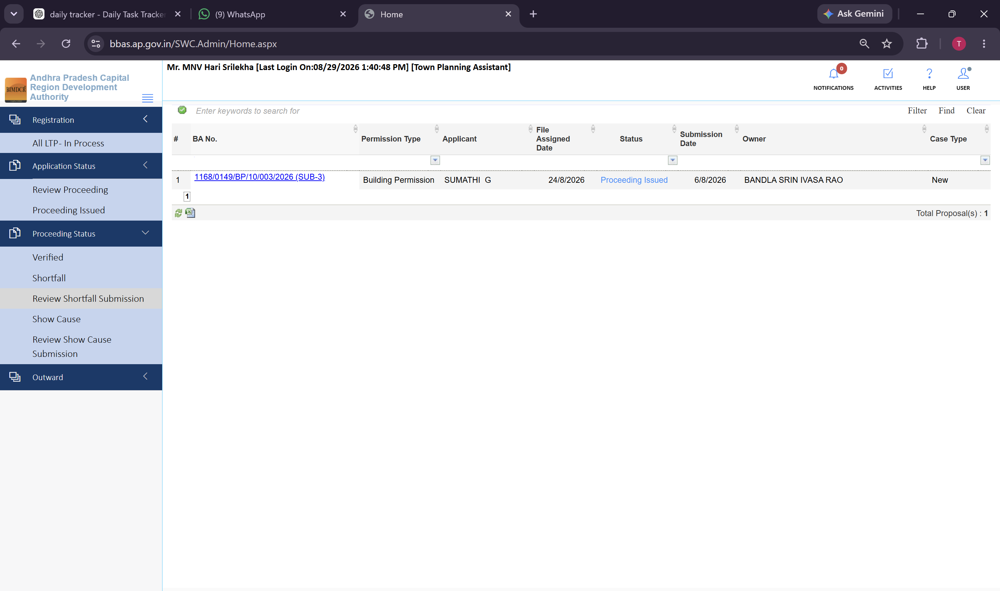 daily tracker - Daily Task Tracker
(9) WhatsApp
Home
Ask Gemini
bbas.ap.gov.in/SWC.Admin/Home.aspx
T
BIMDCR
Andhra Pradesh Capital
Region Development
Authority
Mr. MNV Hari Srilekha [Last Login On:08/29/2026 1:40:48 PM] [Town Planning Assistant]
0
NOTIFICATIONS
ACTIVITIES
HELP
USER
Registration
All LTP- In Process
Application Status
Review Proceeding
Proceeding Issued
Proceeding Status
Verified
Shortfall
Review Shortfall Submission
Show Cause
Review Show Cause
Submission
Outward
Enter keywords to search for
Filter Find Clear
# BA No. Permission Type Applicant File Assigned Date Status Submission Date Owner Case Type
1 1168/0149/BP/10/003/2026 (SUB-3) Building Permission SUMATHI G 24/8/2026 Proceeding Issued 6/8/2026 BANDLA SRIN IVASA RAO New
1
Total Proposal(s) : 1